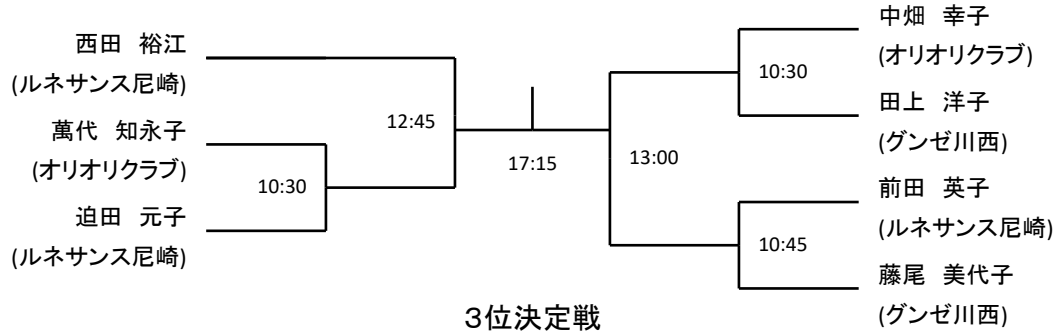 西田　裕江
(ルネサンス尼崎)
萬代　知永子
(オリオリクラブ)
迫田　元子
(ルネサンス尼崎)
10:30
12:45
17:15
13:00
10:30
10:45
中畑　幸子
(オリオリクラブ)
田上　洋子
(グンゼ川西)
前田　英子
(ルネサンス尼崎)
藤尾　美代子
(グンゼ川西)
３位決定戦